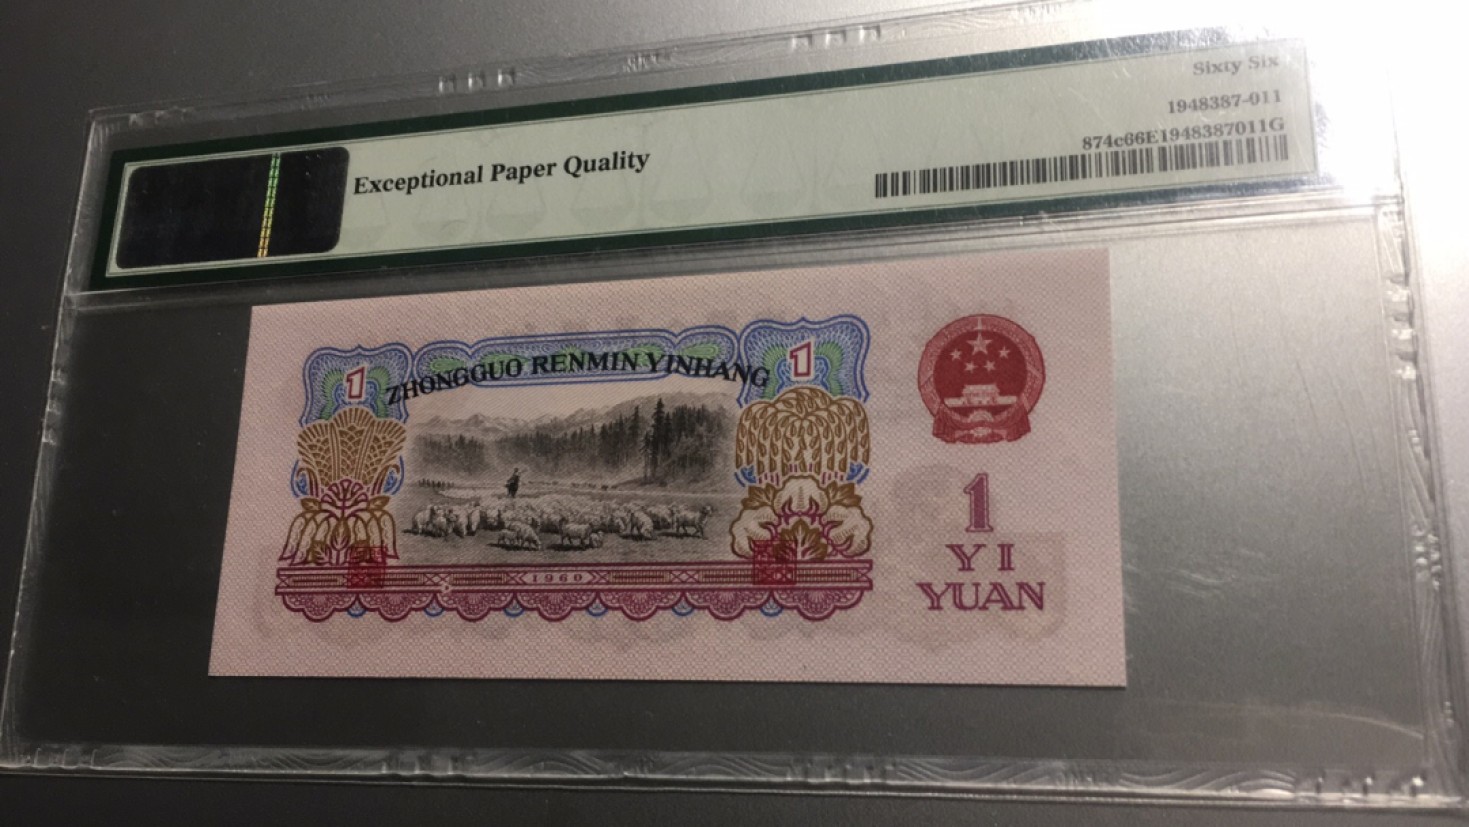 Sixty Six
1948387-011
874c66E1948387011G
Exceptional Paper Quality
ZHONGGUO RENMIN YINHANG
1
1
1960
1
YI
YUAN